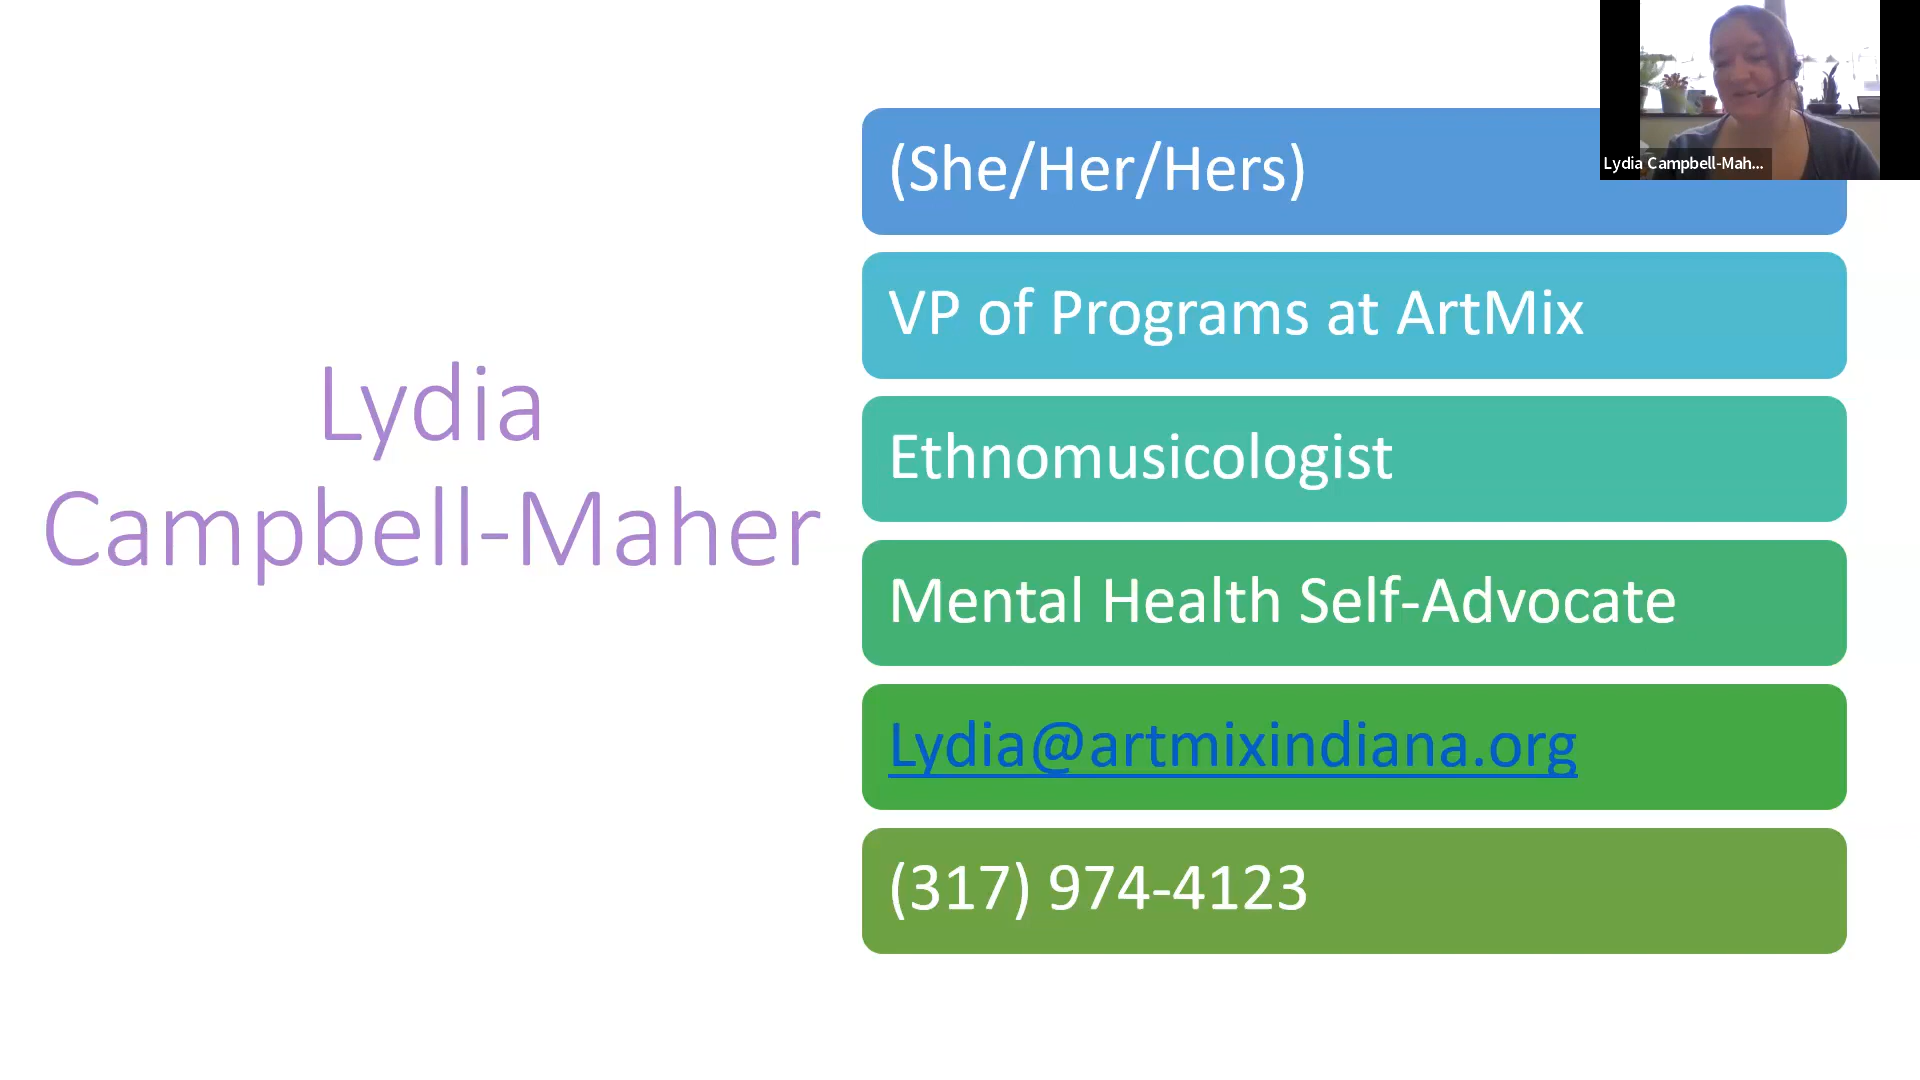 Lydia
Campbell-Maher
(She/Her/Hers)
VP of Programs at ArtMix
Ethnomusicologist
Mental Health Self-Advocate
Lydia@artmixindiana.org
(317) 974-4123
Lydia Campbell-Mah...